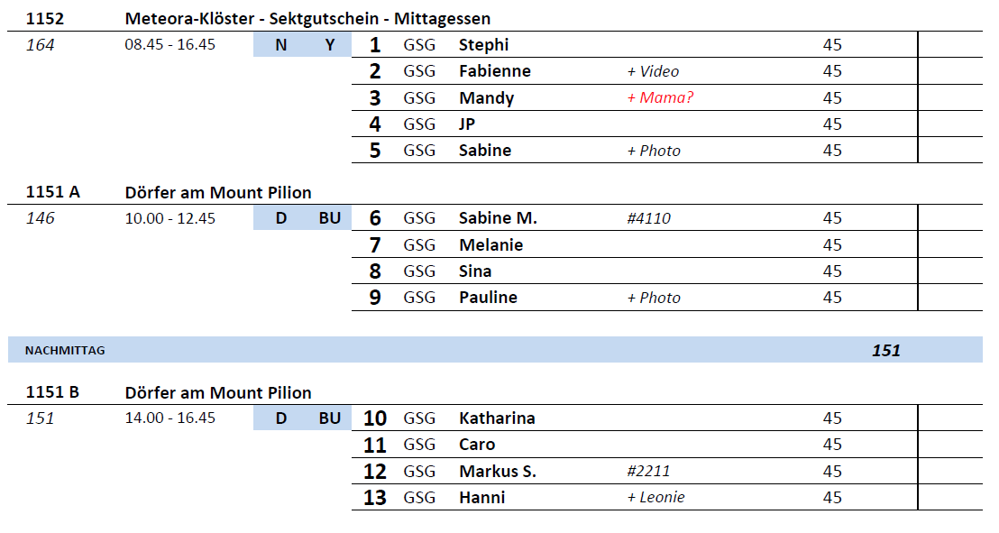 1152 Meteora-Klöster - Sektgutschein - Mittagessen
164 08.45 - 16.45 N Y 1 GSG Stephi 45
2 GSG Fabienne + Video 45
3 GSG Mandy + Mama? 45
4 GSG JP 45
5 GSG Sabine + Photo 45
1151 A Dörfer am Mount Pilion
146 10.00 - 12.45 D BU 6 GSG Sabine M. #4110 45
7 GSG Melanie 45
8 GSG Sina 45
9 GSG Pauline + Photo 45
NACHMITTAG 151
1151 B Dörfer am Mount Pilion
151 14.00 - 16.45 D BU 10 GSG Katharina 45
11 GSG Caro 45
12 GSG Markus S. #2211 45
13 GSG Hanni + Leonie 45